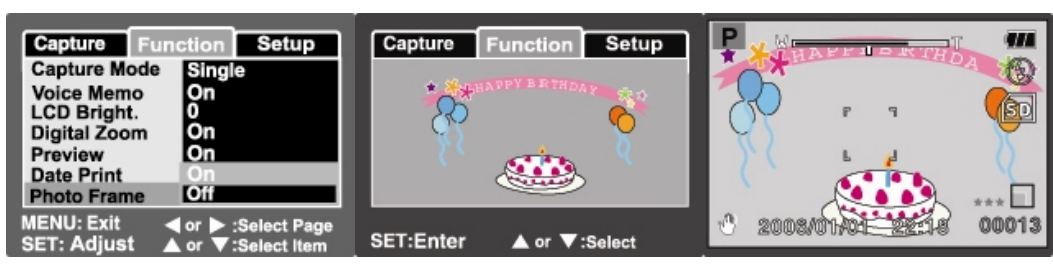 Capture Function Setup
Capture Mode Single
Voice Memo On
LCD Bright. 0
Digital Zoom On
Preview On
Date Print On
Photo Frame Off
MENU: Exit ◀ or ▶ :Select Page
SET: Adjust ▲ or ▼ :Select Item
Capture Function Setup
HAPPY BIRTHDAY
SET:Enter ▲ or ▼ :Select
P W T
HAPPY BIRTHDA
SD
2006/01/01 22:18 00013